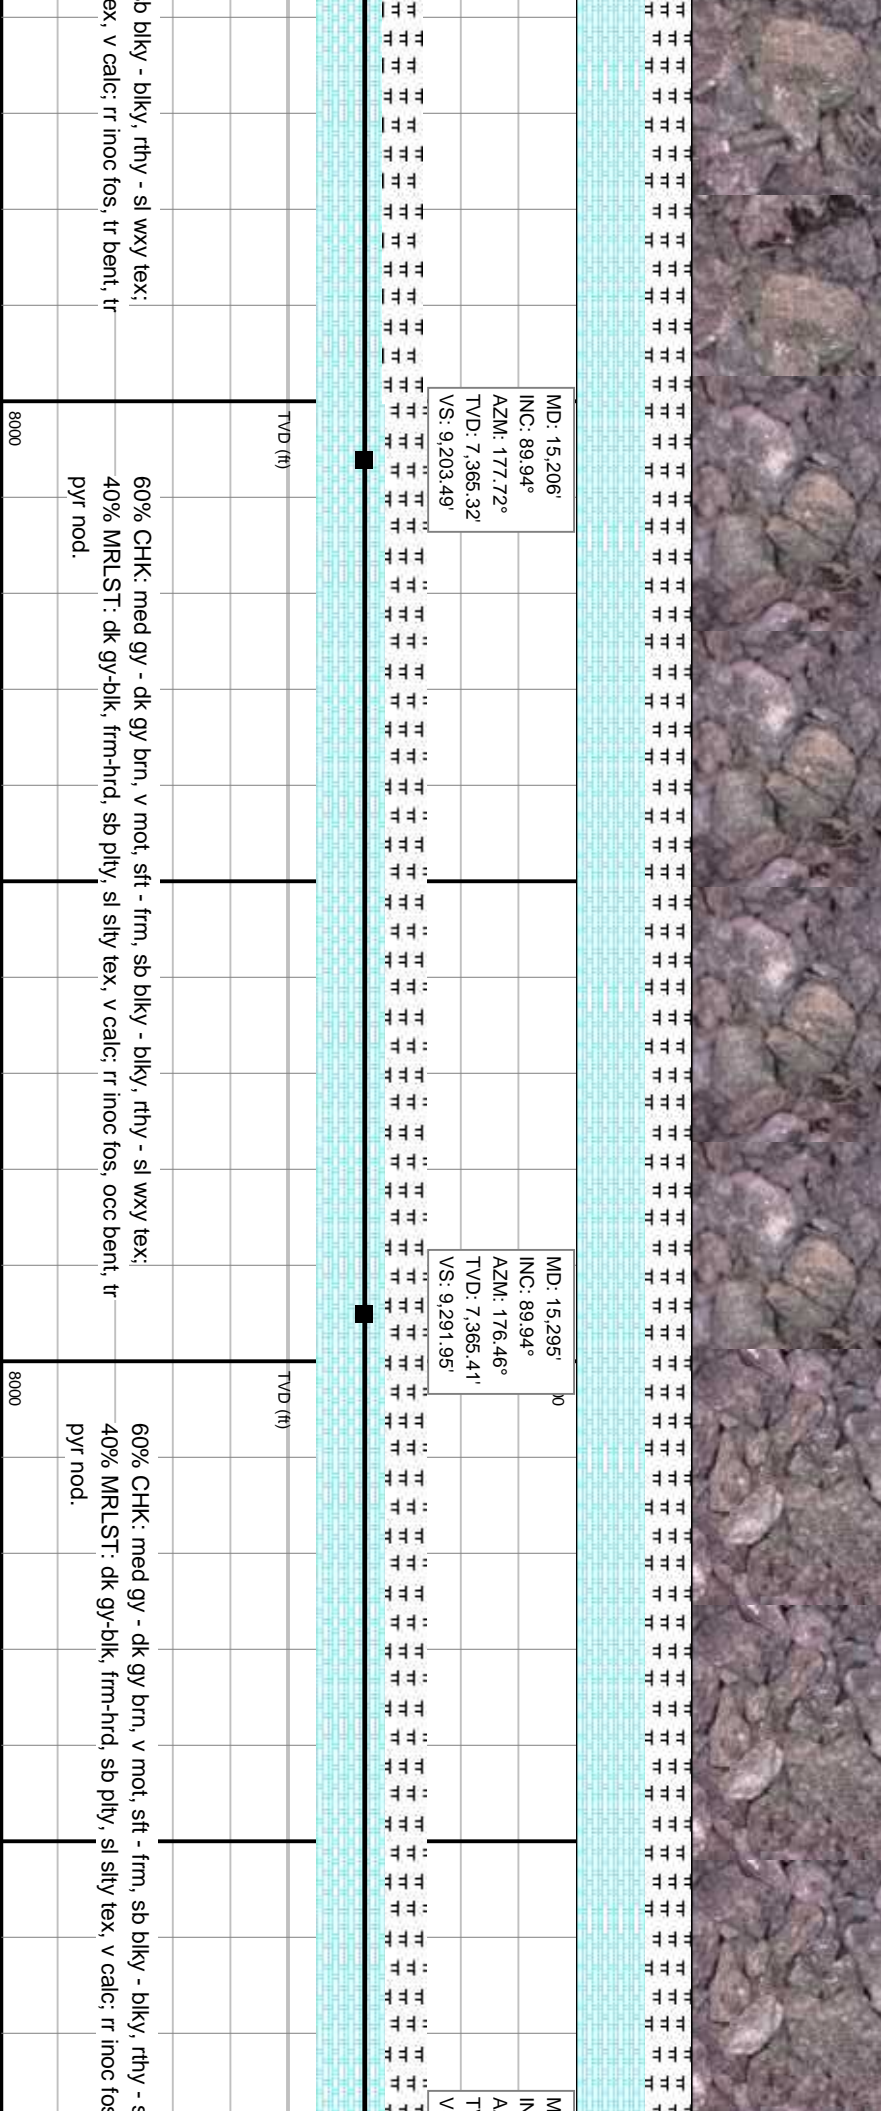 b blky - blky, rthy - sl wxy tex;
ex, v calc; rr inoc fos, tr bent, tr
MD: 15,206'
INC: 89.94°
AZM: 177.72°
TVD: 7,365.32'
VS: 9,203.49'
TVD (ft)
8000
60% CHK: med gy - dk gy brn, v mot, sft - frm, sb blky - blky, rthy - sl wxy tex;
40% MRLST: dk gy-blk, frm-hrd, sb plty, sl slty tex, v calc; rr inoc fos, occ bent, tr
pyr nod.
MD: 15,295'
INC: 89.94°
AZM: 176.46°
TVD: 7,365.41'
VS: 9,291.95'
TVD (ft)
8000
60% CHK: med gy - dk gy brn, v mot, sft - frm, sb blky - blky, rthy - s
40% MRLST: dk gy-blk, frm-hrd, sb plty, sl slty tex, v calc; rr inoc fos
pyr nod.